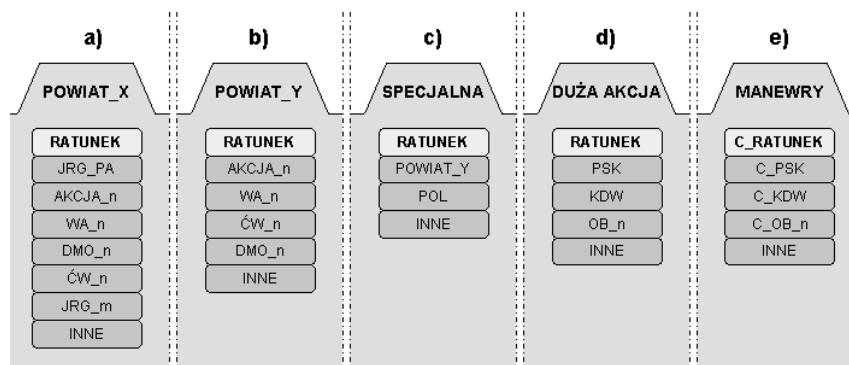 a)
POWIAT_X
RATUNEK
JRG_PA
AKCJA_n
WA_n
DMO_n
ĆW_n
JRG_m
INNE
b)
POWIAT_Y
RATUNEK
AKCJA_n
WA_n
ĆW_n
DMO_n
INNE
c)
SPECJALNA
RATUNEK
POWIAT_Y
POL
INNE
d)
DUŻA AKCJA
RATUNEK
PSK
KDW
OB_n
INNE
e)
MANEWRY
C_RATUNEK
C_PSK
C_KDW
C_OB_n
INNE